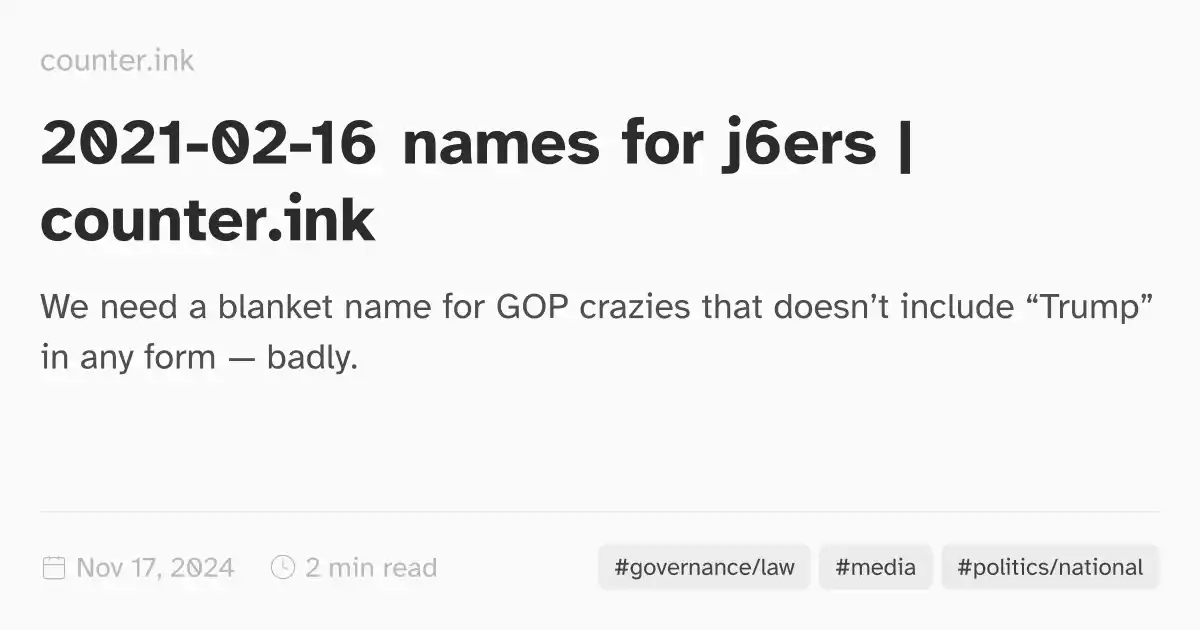 counter.ink
2021-02-16 names for j6ers |
counter.ink
We need a blanket name for GOP crazies that doesn’t include “Trump”
in any form — badly.
Nov 17, 2024 2 min read #governance/law #media #politics/national